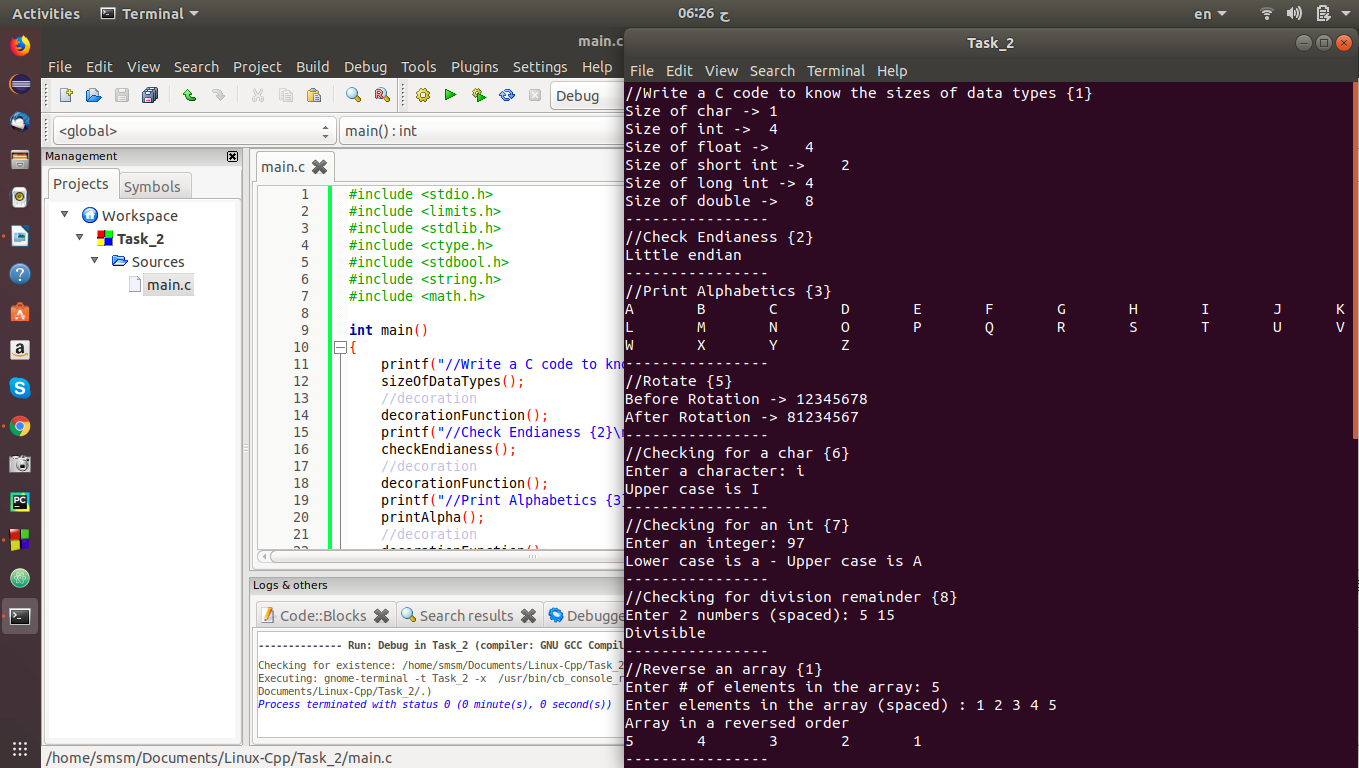 Activities Terminal 06:26 ح en
main.c
File Edit View Search Project Build Debug Tools Plugins Settings Help
Debug
<global> main() : int
Management
Projects Symbols
Workspace
Task_2
Sources
main.c
main.c
1 #include <stdio.h>
2 #include <limits.h>
3 #include <stdlib.h>
4 #include <ctype.h>
5 #include <stdbool.h>
6 #include <string.h>
7 #include <math.h>
8
9 int main()
10 {
11 printf("//Write a C code to kno
12 sizeOfDataTypes();
13 //decoration
14 decorationFunction();
15 printf("//Check Endianess {2}\
16 checkEndianess();
17 //decoration
18 decorationFunction();
19 printf("//Print Alphabetics {3}
20 printAlpha();
21 //decoration
22 decorationFunction()
Logs & others
Code::Blocks Search results Debugge
-------------- Run: Debug in Task_2 (compiler: GNU GCC Compil
Checking for existence: /home/smsm/Documents/Linux-Cpp/Task_2
Executing: gnome-terminal -t Task_2 -x /usr/bin/cb_console_r
Documents/Linux-Cpp/Task_2/.)
Process terminated with status 0 (0 minute(s), 0 second(s))
/home/smsm/Documents/Linux-Cpp/Task_2/main.c
Task_2
File Edit View Search Terminal Help
//Write a C code to know the sizes of data types {1}
Size of char -> 1
Size of int -> 4
Size of float -> 4
Size of short int -> 2
Size of long int -> 4
Size of double -> 8
----------------
//Check Endianess {2}
Little endian
----------------
//Print Alphabetics {3}
A B C D E F G H I J K
L M N O P Q R S T U V
W X Y Z
----------------
//Rotate {5}
Before Rotation -> 12345678
After Rotation -> 81234567
----------------
//Checking for a char {6}
Enter a character: i
Upper case is I
----------------
//Checking for an int {7}
Enter an integer: 97
Lower case is a - Upper case is A
----------------
//Checking for division remainder {8}
Enter 2 numbers (spaced): 5 15
Divisible
----------------
//Reverse an array {1}
Enter # of elements in the array: 5
Enter elements in the array (spaced) : 1 2 3 4 5
Array in a reversed order
5 4 3 2 1
----------------